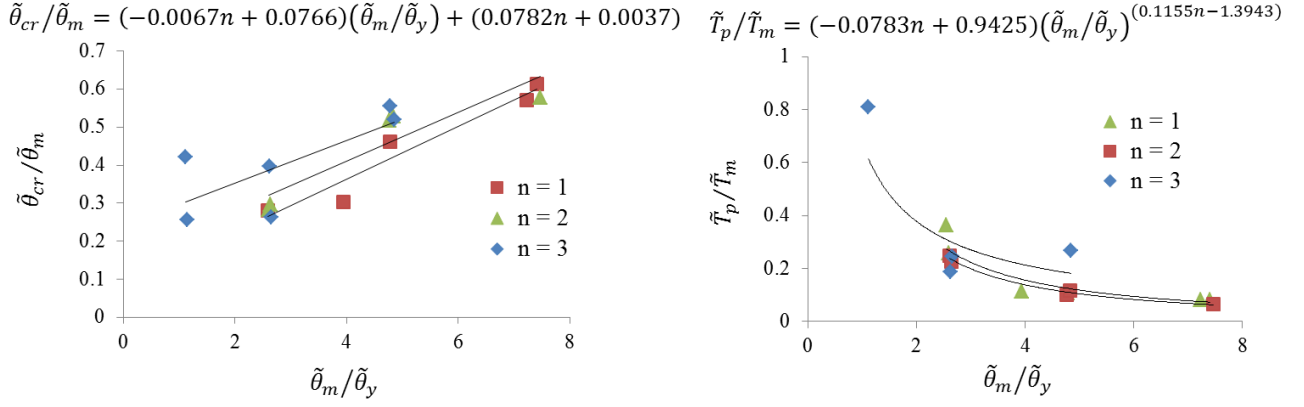 θ̃cr/θ̃m = (−0.0067n + 0.0766)(θ̃m/θ̃y) + (0.0782n + 0.0037)
0.7
0.6
0.5
0.4
0.3
0.2
0.1
0
θ̃cr/θ̃m
n = 1
n = 2
n = 3
0 2 4 6 8
θ̃m/θ̃y
T̃p/T̃m = (−0.0783n + 0.9425)(θ̃m/θ̃y)^(0.1155n−1.3943)
1
0.8
0.6
0.4
0.2
0
T̃p/T̃m
n = 1
n = 2
n = 3
0 2 4 6 8
θ̃m/θ̃y